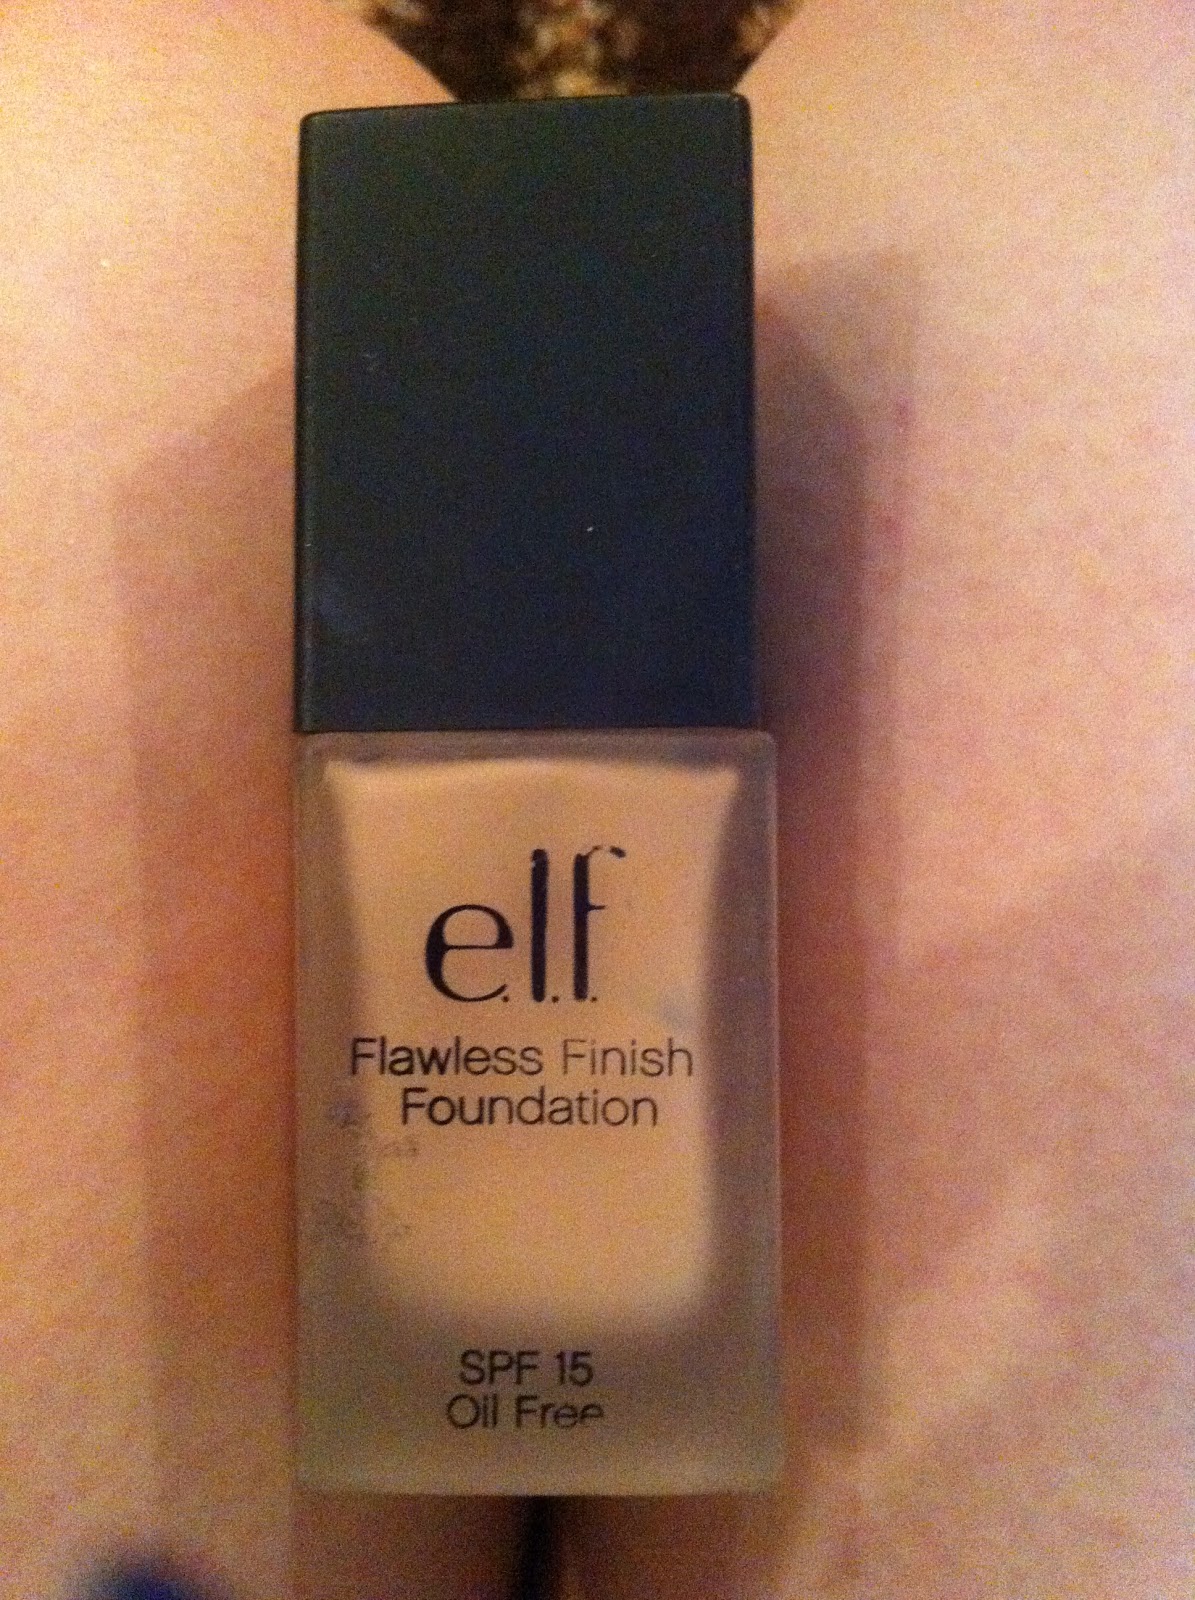 e.l.f.
Flawless Finish
Foundation
SPF 15
Oil Free